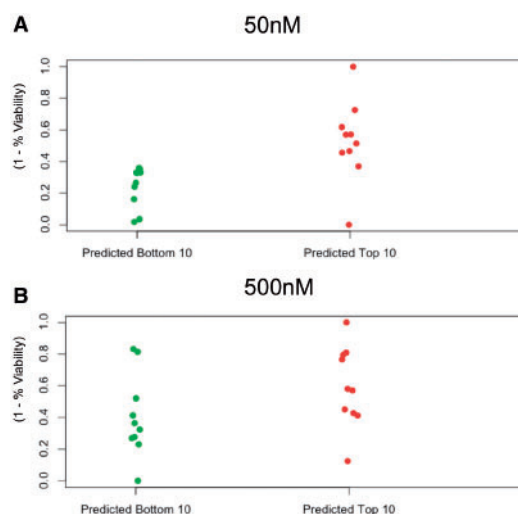 A
50nM
(1 - % Viability)
1.0
0.8
0.6
0.4
0.2
0.0
Predicted Bottom 10
Predicted Top 10
B
500nM
(1 - % Viability)
1.0
0.8
0.6
0.4
0.2
0.0
Predicted Bottom 10
Predicted Top 10